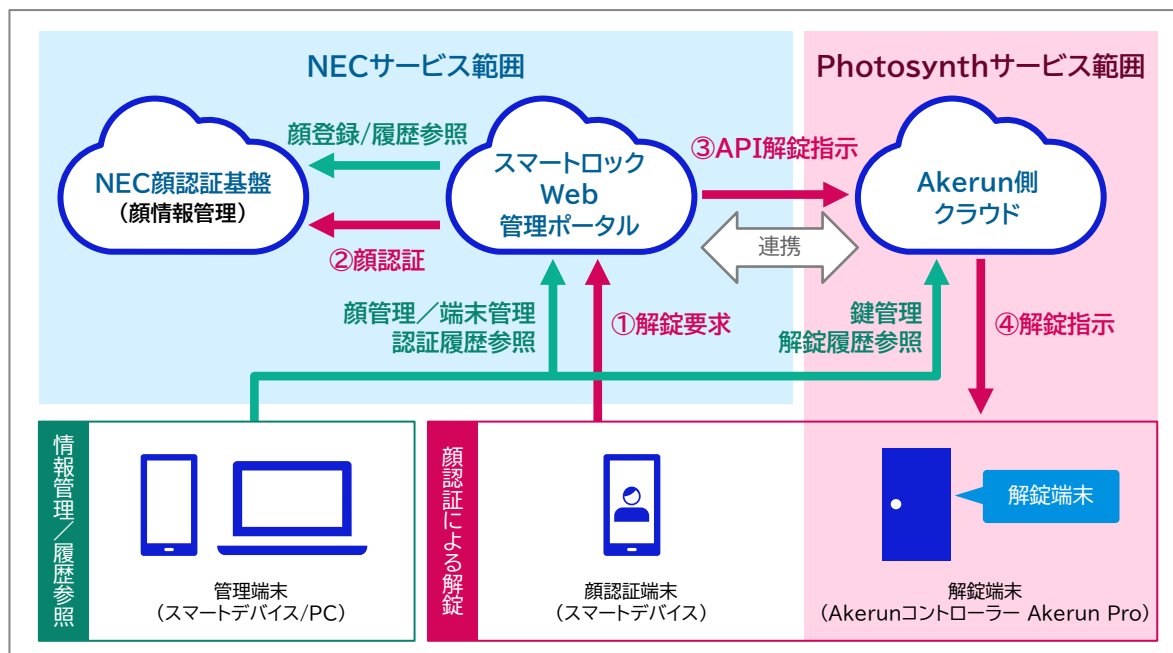 NECサービス範囲
Photosynthサービス範囲
顔登録/履歴参照
NEC顔認証基盤
(顔情報管理)
②顔認証
スマートロック
Web
管理ポータル
③API解錠指示
連携
Akerun側
クラウド
顔管理／端末管理
認証履歴参照
①解錠要求
鍵管理
解錠履歴参照
④解錠指示
情報管理／履歴参照
管理端末
(スマートデバイス/PC)
顔認証による解錠
顔認証端末
(スマートデバイス)
解錠端末
解錠端末
(Akerunコントローラー Akerun Pro)